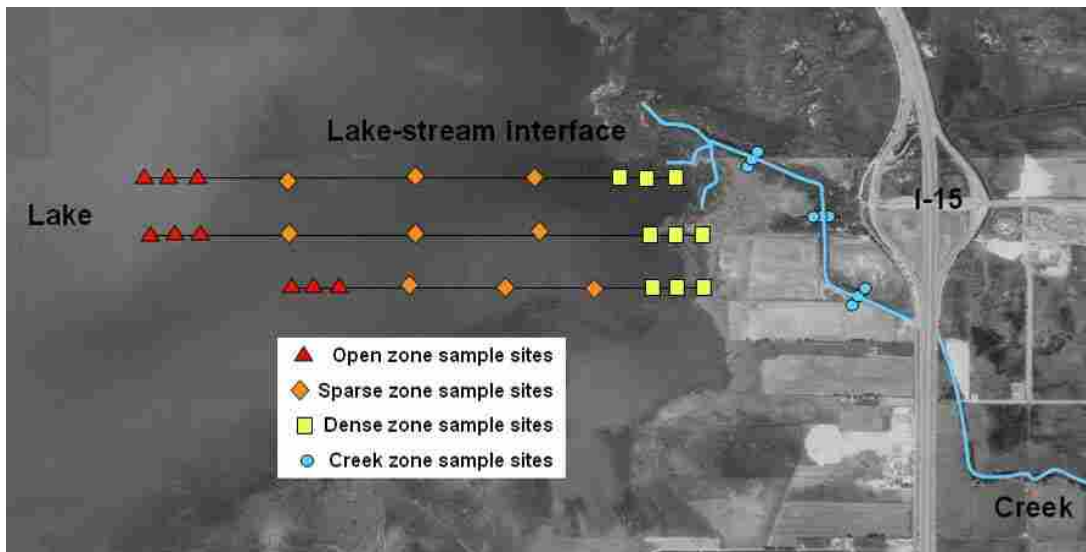 Lake-stream interface
Lake
I-15
Open zone sample sites
Sparse zone sample sites
Dense zone sample sites
Creek zone sample sites
Creek